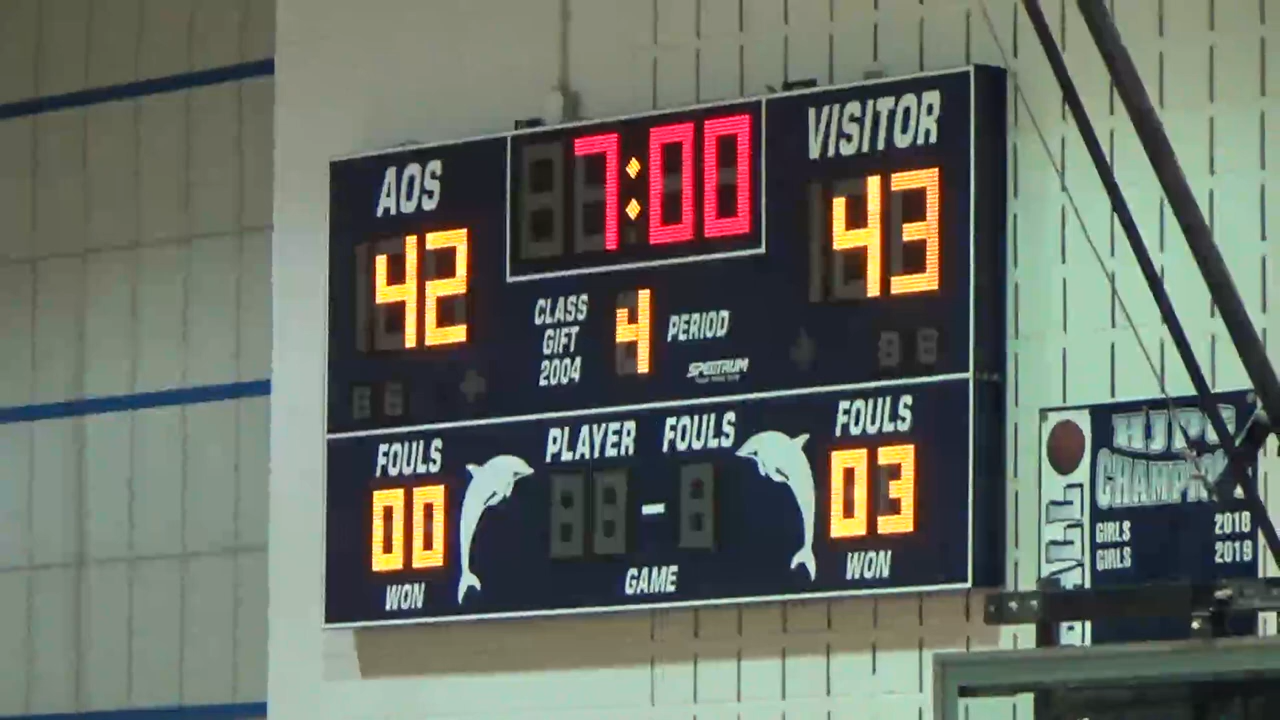 AOS
7:00
VISITOR
42
43
CLASS
GIFT
2004
4
PERIOD
SPECTRUM
FOULS
PLAYER FOULS
FOULS
00
-
03
WON
GAME
WON
GIRLS 2018
GIRLS 2019